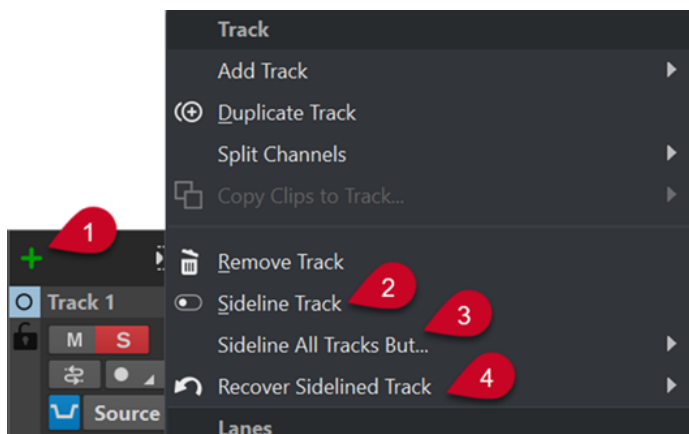 Track
Add Track
Duplicate Track
Split Channels
Copy Clips to Track...
1
Remove Track
2
Sideline Track
Track 1
3
M S
Sideline All Tracks But...
4
Recover Sidelined Track
Source
Lanes